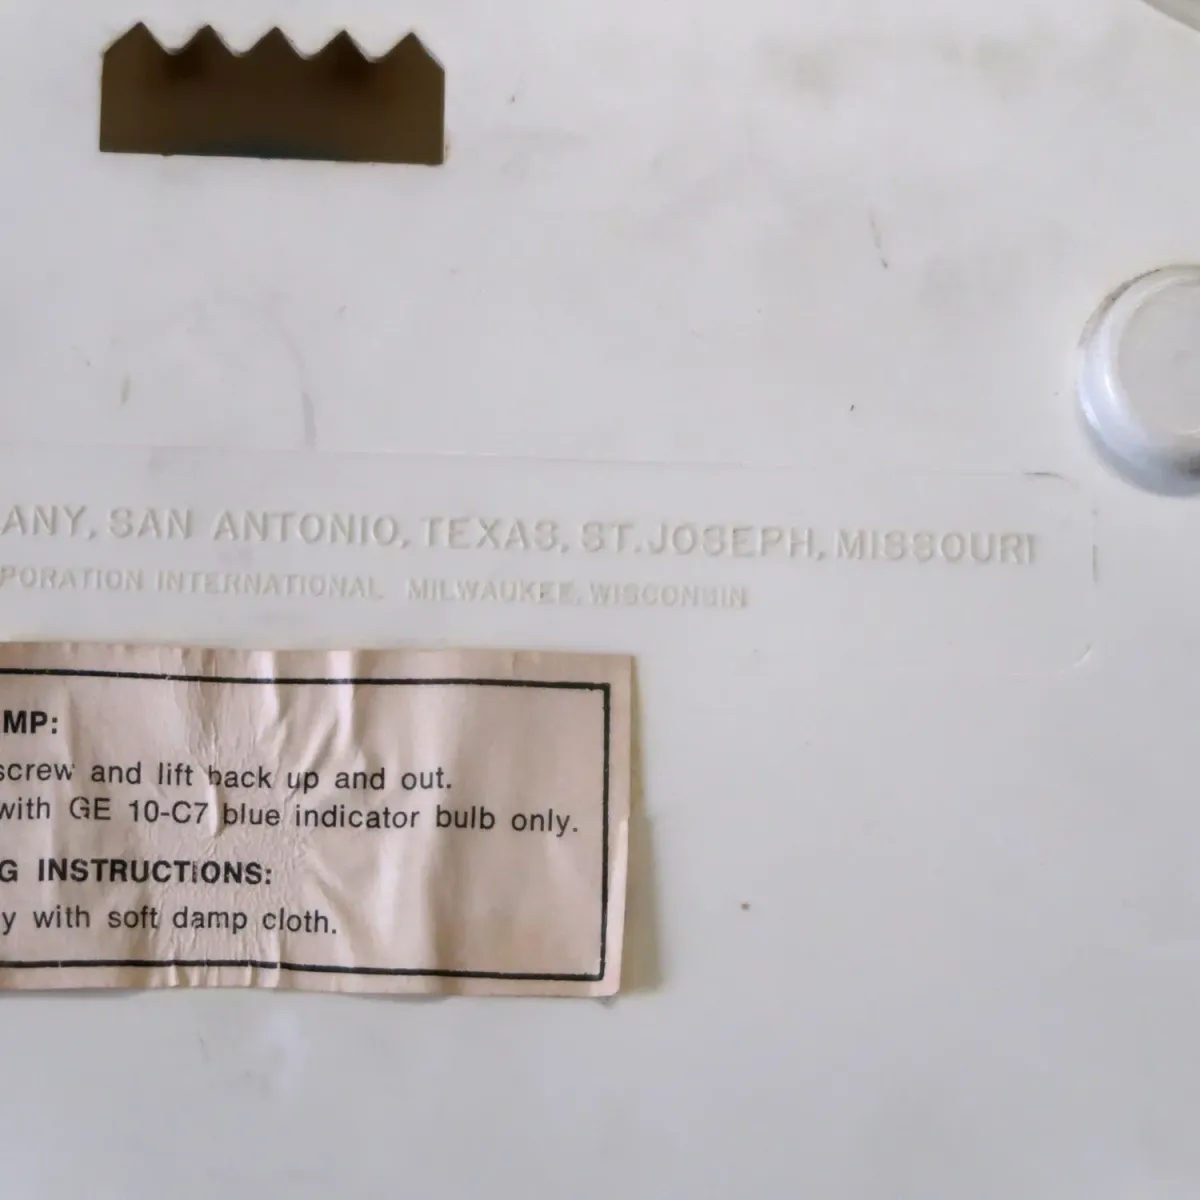 ANY, SAN ANTONIO, TEXAS, ST. JOSEPH, MISSOURI
PORATION INTERNATIONAL MILWAUKEE, WISCONSIN
MP:
screw and lift back up and out.
with GE 10-C7 blue indicator bulb only.
G INSTRUCTIONS:
y with soft damp cloth.